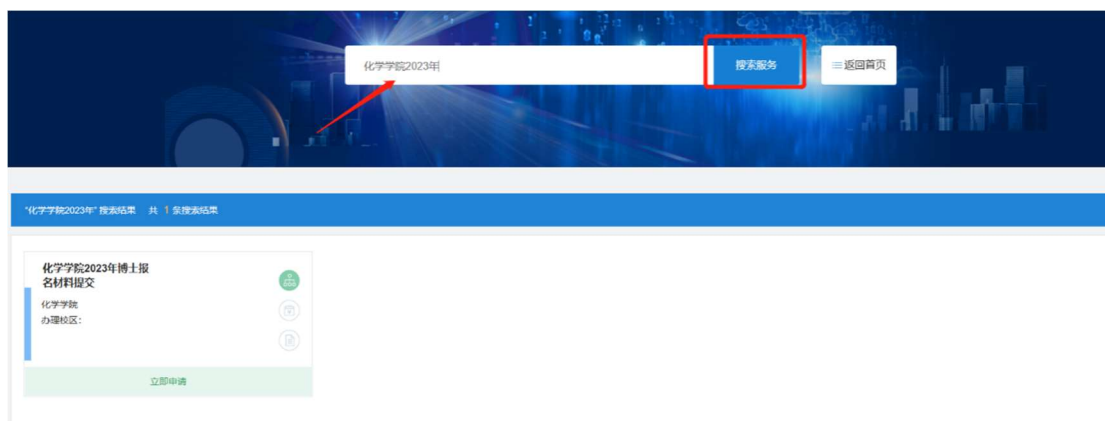 化学学院2023年
搜索服务
返回首页
"化学学院2023年" 搜索结果 共 1 条搜索结果
化学学院2023年博士报
名材料提交
化学学院
办理校区：
立即申请